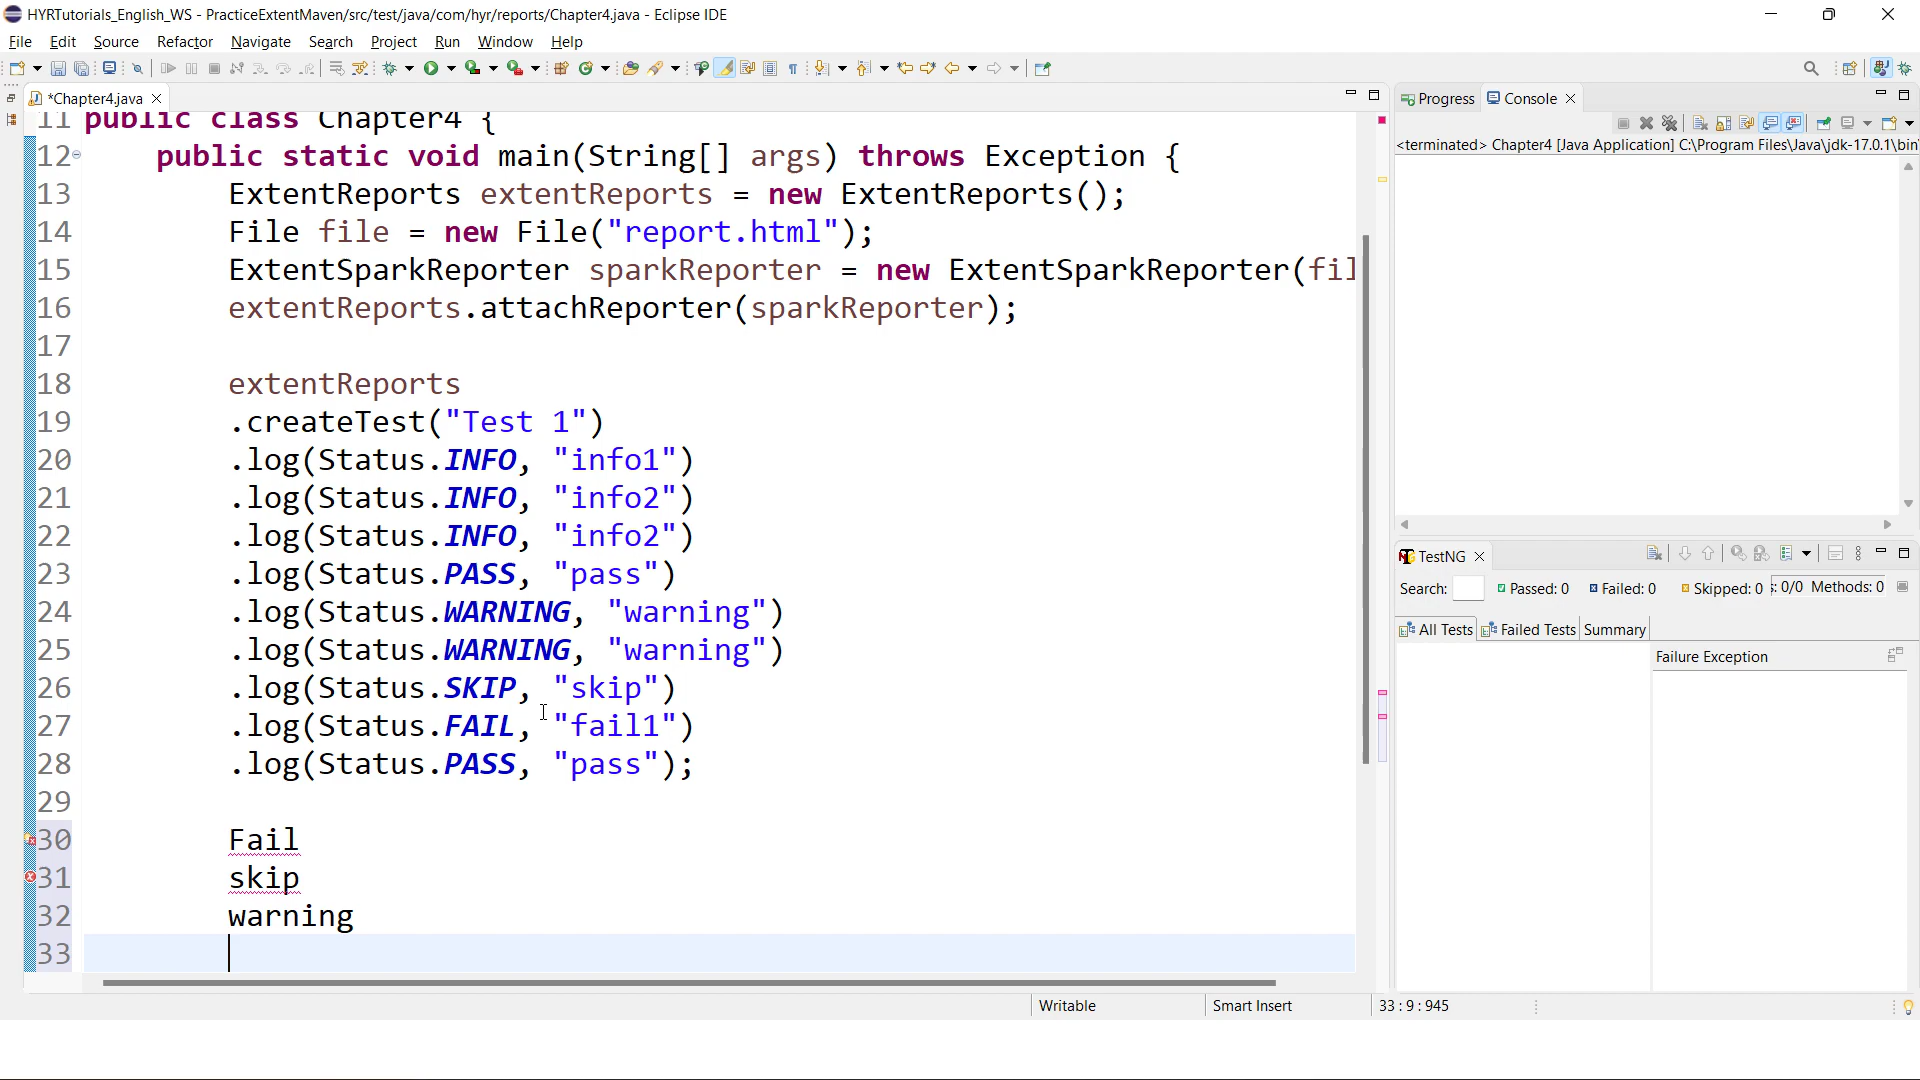 HYRTutorials_English_WS - PracticeExtentMaven/src/test/java/com/hyr/reports/Chapter4.java - Eclipse IDE
File Edit Source Refactor Navigate Search Project Run Window Help
*Chapter4.java
11 public class Chapter4 {
12 public static void main(String[] args) throws Exception {
13 ExtentReports extentReports = new ExtentReports();
14 File file = new File("report.html");
15 ExtentSparkReporter sparkReporter = new ExtentSparkReporter(fil
16 extentReports.attachReporter(sparkReporter);
17
18 extentReports
19 .createTest("Test 1")
20 .log(Status.INFO, "info1")
21 .log(Status.INFO, "info2")
22 .log(Status.INFO, "info2")
23 .log(Status.PASS, "pass")
24 .log(Status.WARNING, "warning")
25 .log(Status.WARNING, "warning")
26 .log(Status.SKIP, "skip")
27 .log(Status.FAIL, "fail1")
28 .log(Status.PASS, "pass");
29
30 Fail
31 skip
32 warning
33
Progress Console
<terminated> Chapter4 [Java Application] C:\Program Files\Java\jdk-17.0.1\bin
TestNG
Search: Passed: 0 Failed: 0 Skipped: 0 : 0/0 Methods: 0
All Tests Failed Tests Summary
Failure Exception
Writable Smart Insert 33 : 9 : 945